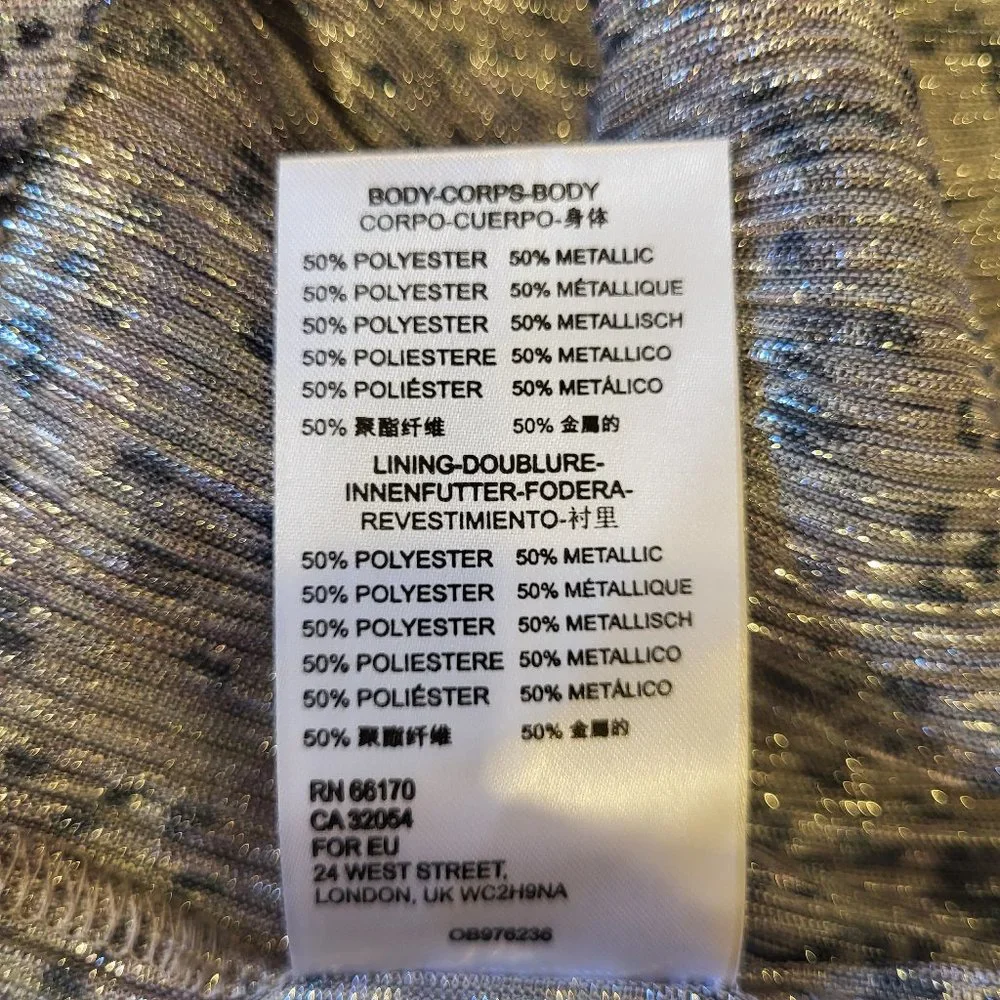 BODY-CORPS-BODY
CORPO-CUERPO-身体
50% POLYESTER 50% METALLIC
50% POLYESTER 50% MÉTALLIQUE
50% POLYESTER 50% METALLISCH
50% POLIESTERE 50% METALLICO
50% POLIÉSTER 50% METÁLICO
50% 聚酯纤维 50% 金屬的
LINING-DOUBLURE-
INNENFUTTER-FODERA-
REVESTIMIENTO-衬里
50% POLYESTER 50% METALLIC
50% POLYESTER 50% MÉTALLIQUE
50% POLYESTER 50% METALLISCH
50% POLIESTERE 50% METALLICO
50% POLIÉSTER 50% METÁLICO
50% 聚酯纤维 50% 金屬的
RN 66170
CA 32054
FOR EU
24 WEST STREET,
LONDON, UK WC2H9NA
OB976236